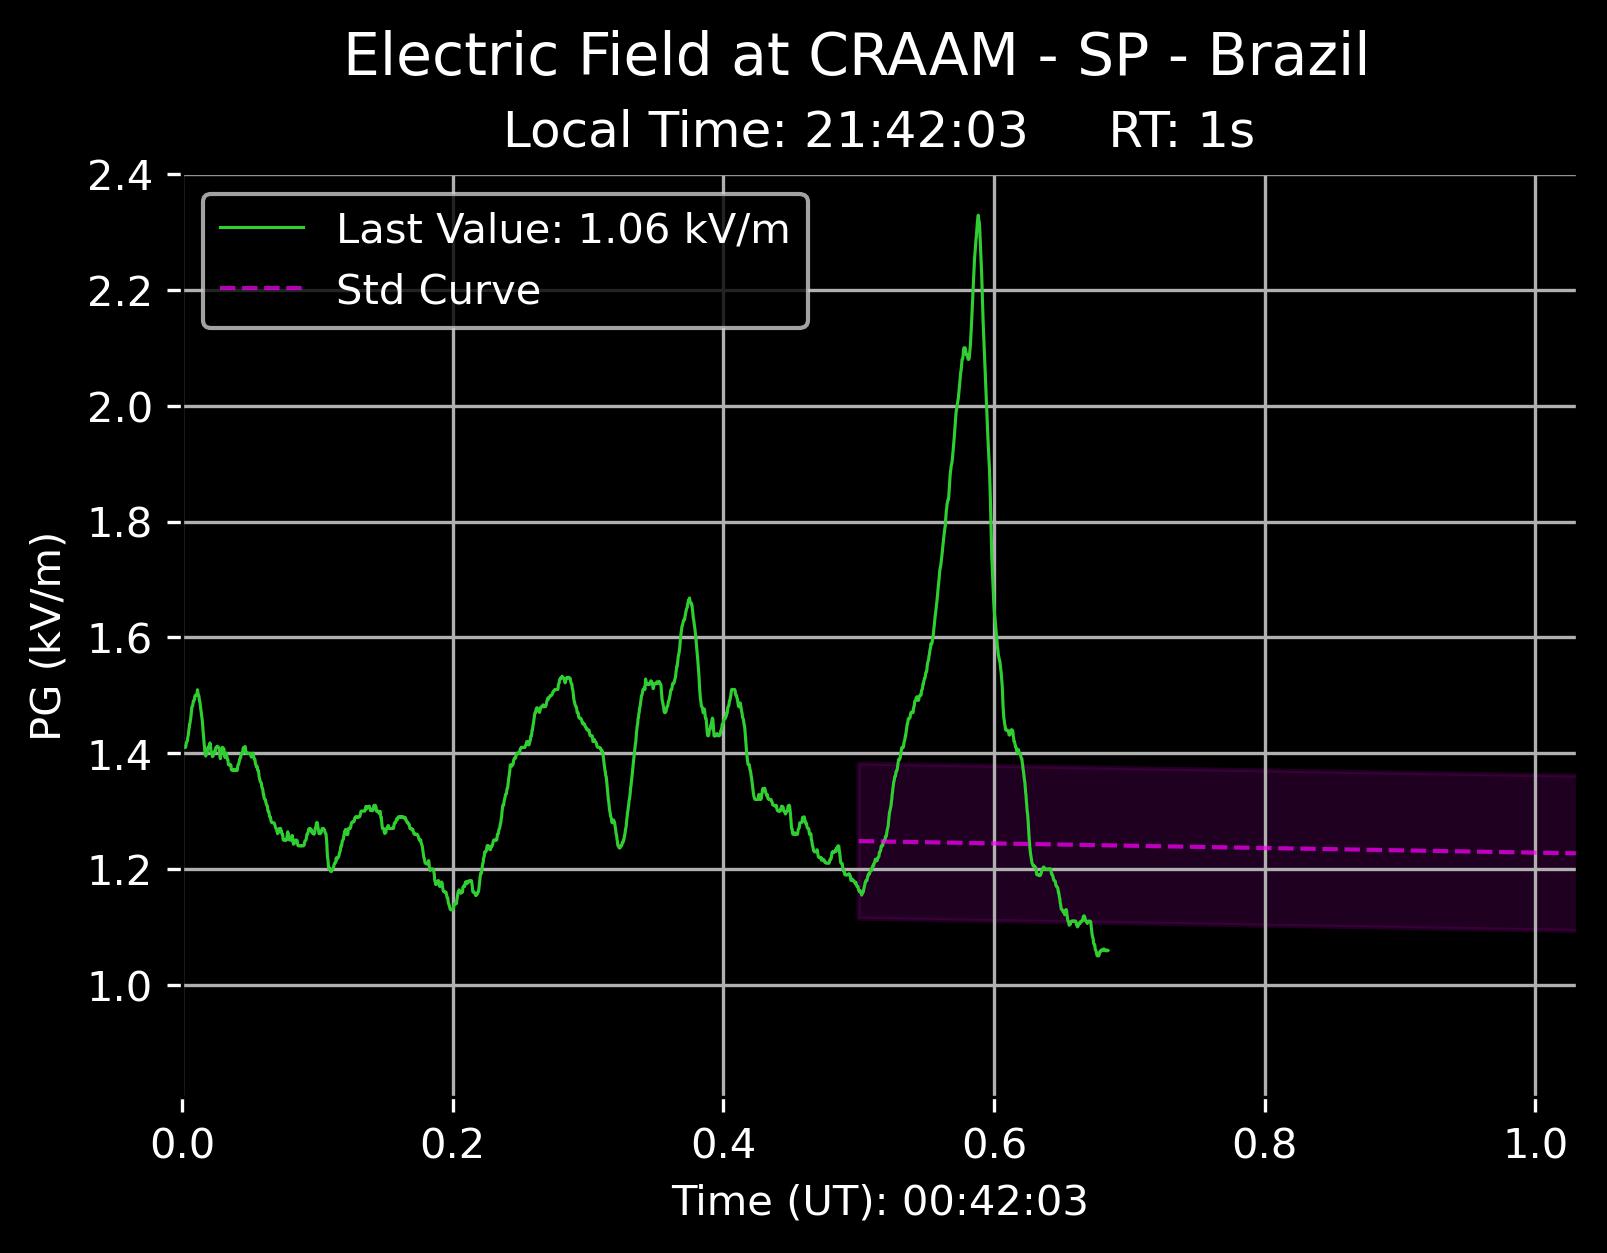 Electric Field at CRAAM - SP - Brazil
Local Time: 21:42:03 RT: 1s
Last Value: 1.06 kV/m
Std Curve
PG (kV/m)
2.4
2.2
2.0
1.8
1.6
1.4
1.2
1.0
0.0 0.2 0.4 0.6 0.8 1.0
Time (UT): 00:42:03